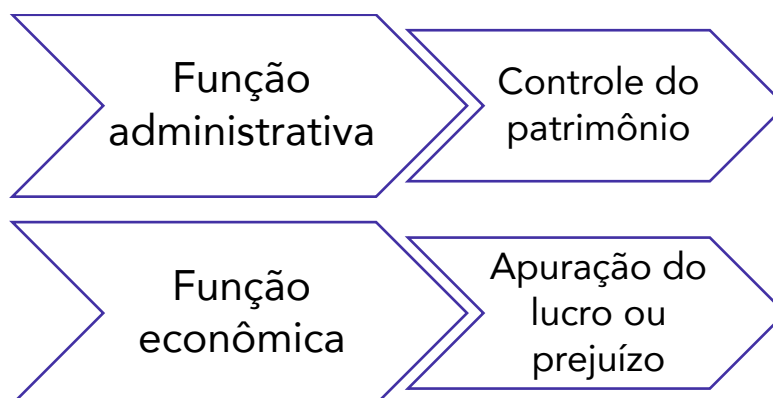 Função
administrativa
Controle do
patrimônio
Função
econômica
Apuração do
lucro ou
prejuízo